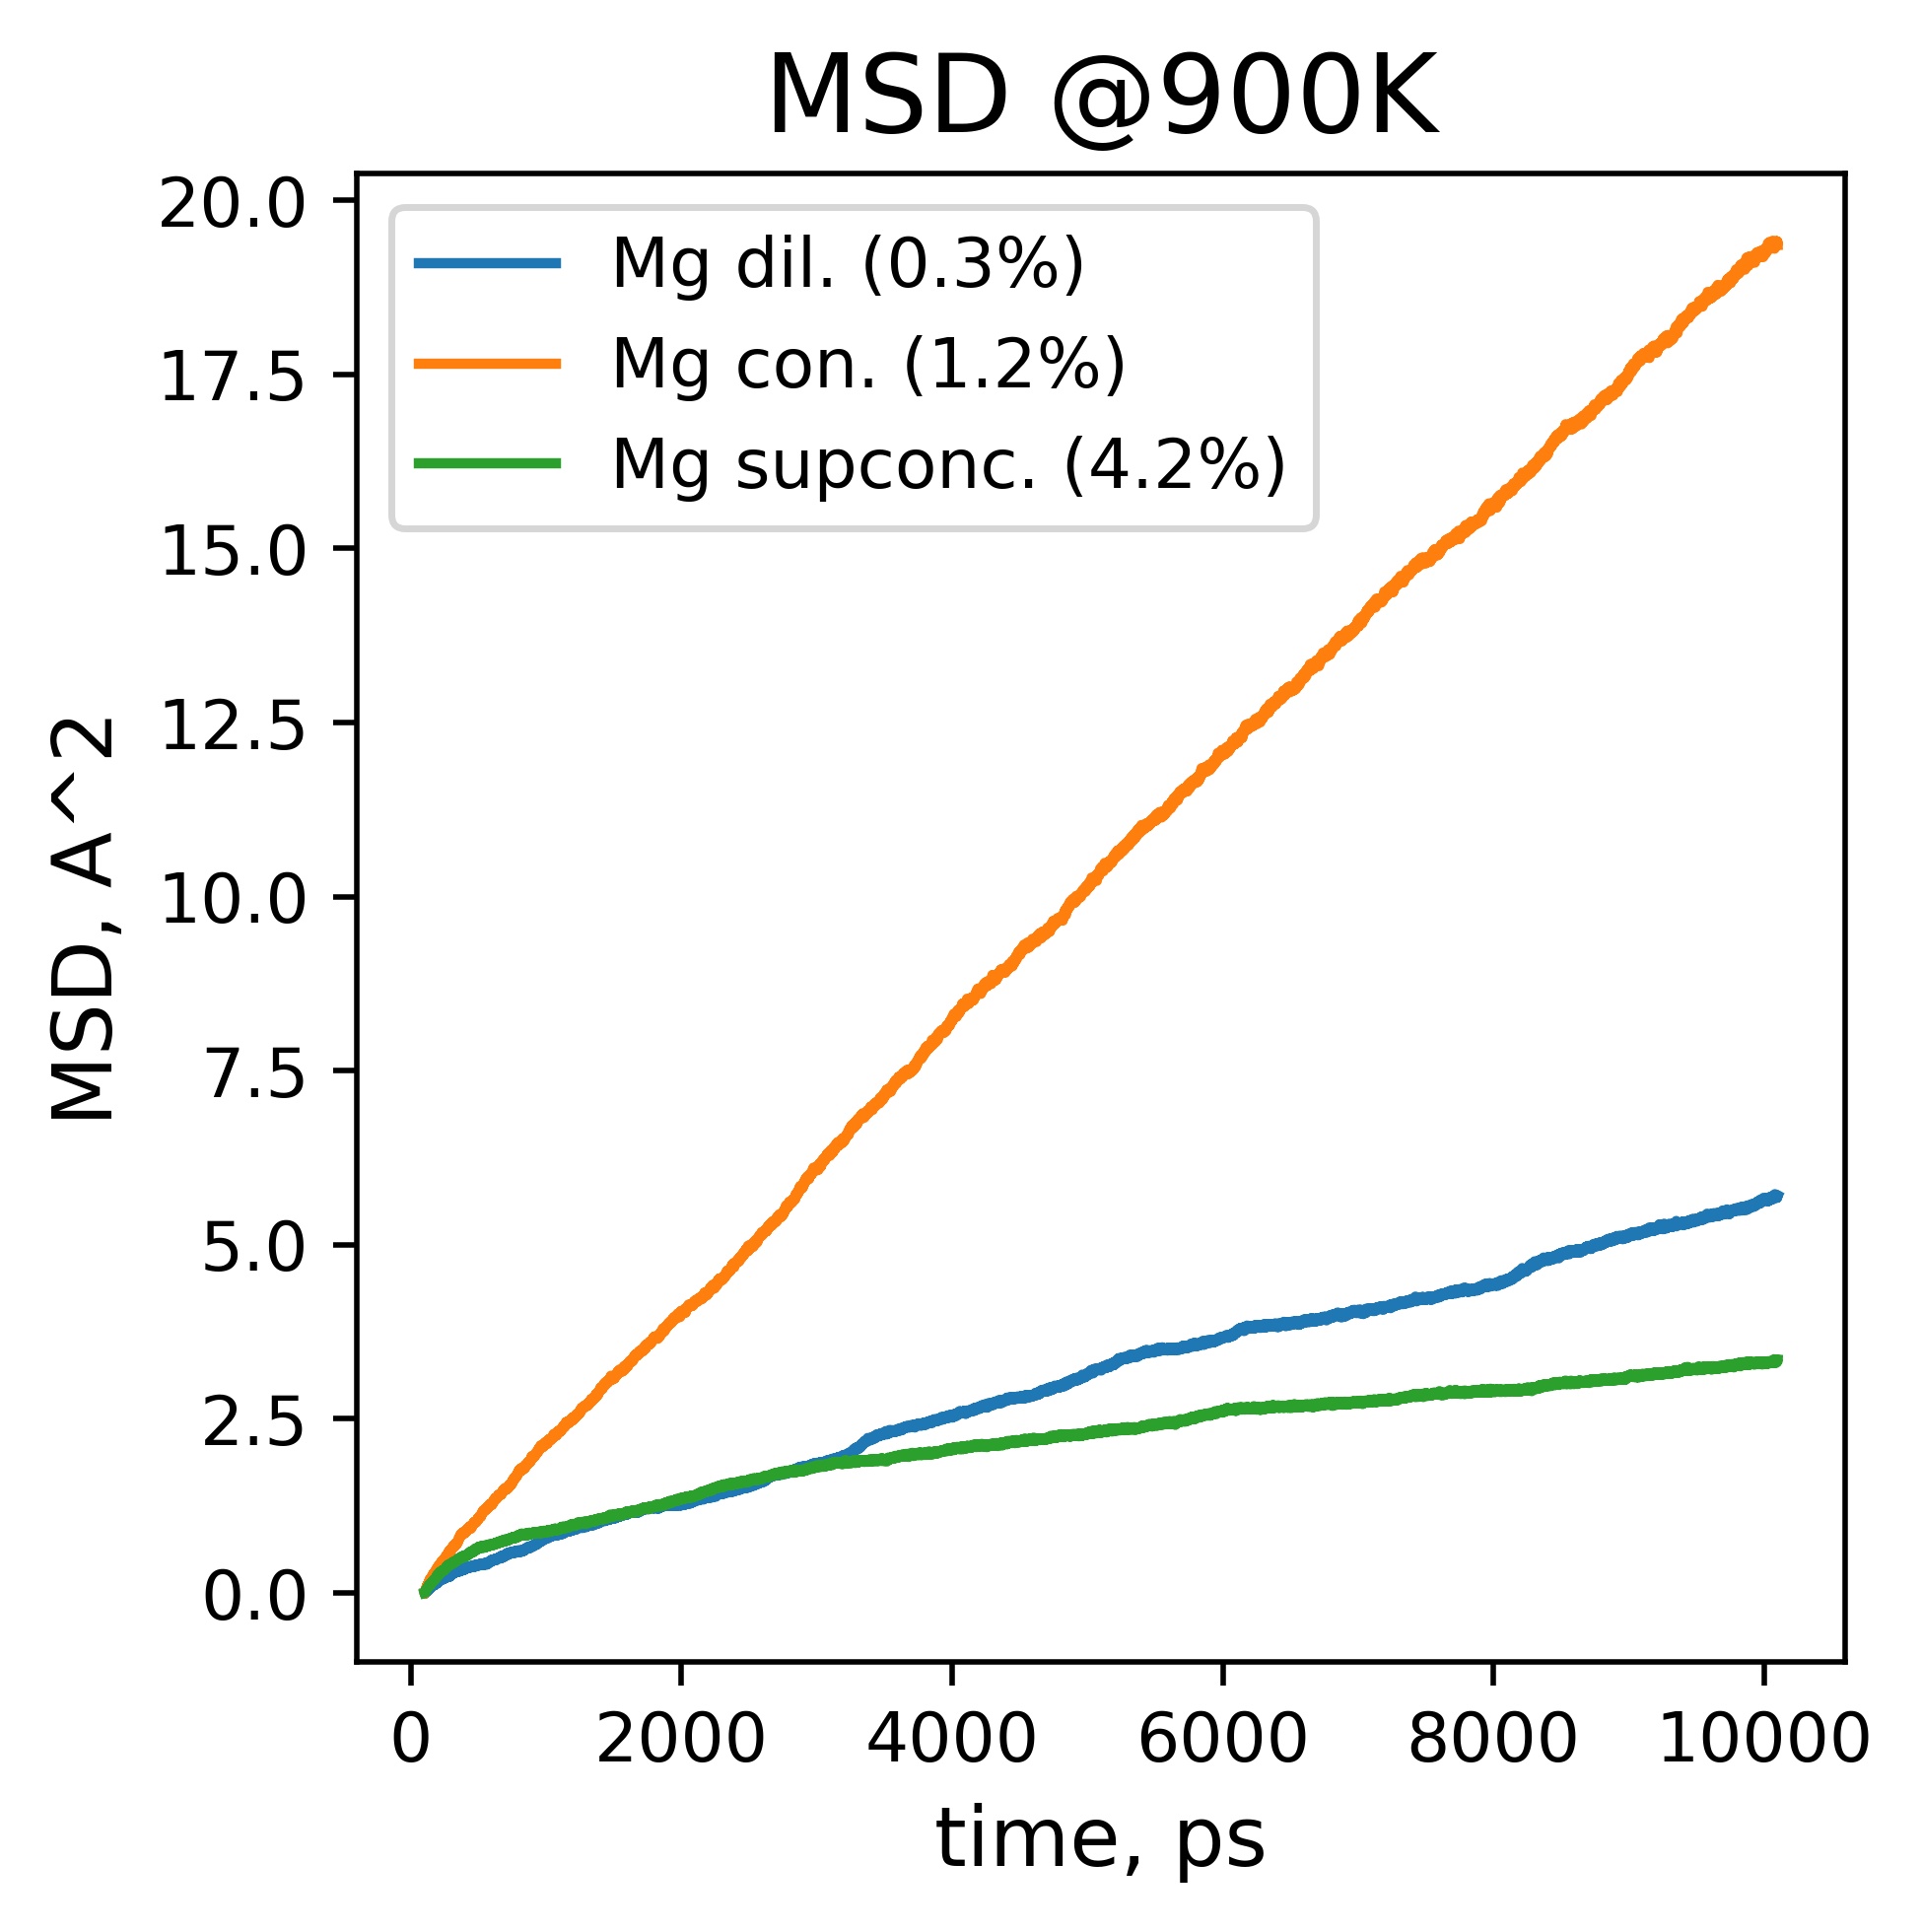 MSD @900K
20.0
17.5
15.0
12.5
10.0
7.5
5.0
2.5
0.0
MSD, A^2
Mg dil. (0.3%)
Mg con. (1.2%)
Mg supconc. (4.2%)
0 2000 4000 6000 8000 10000
time, ps